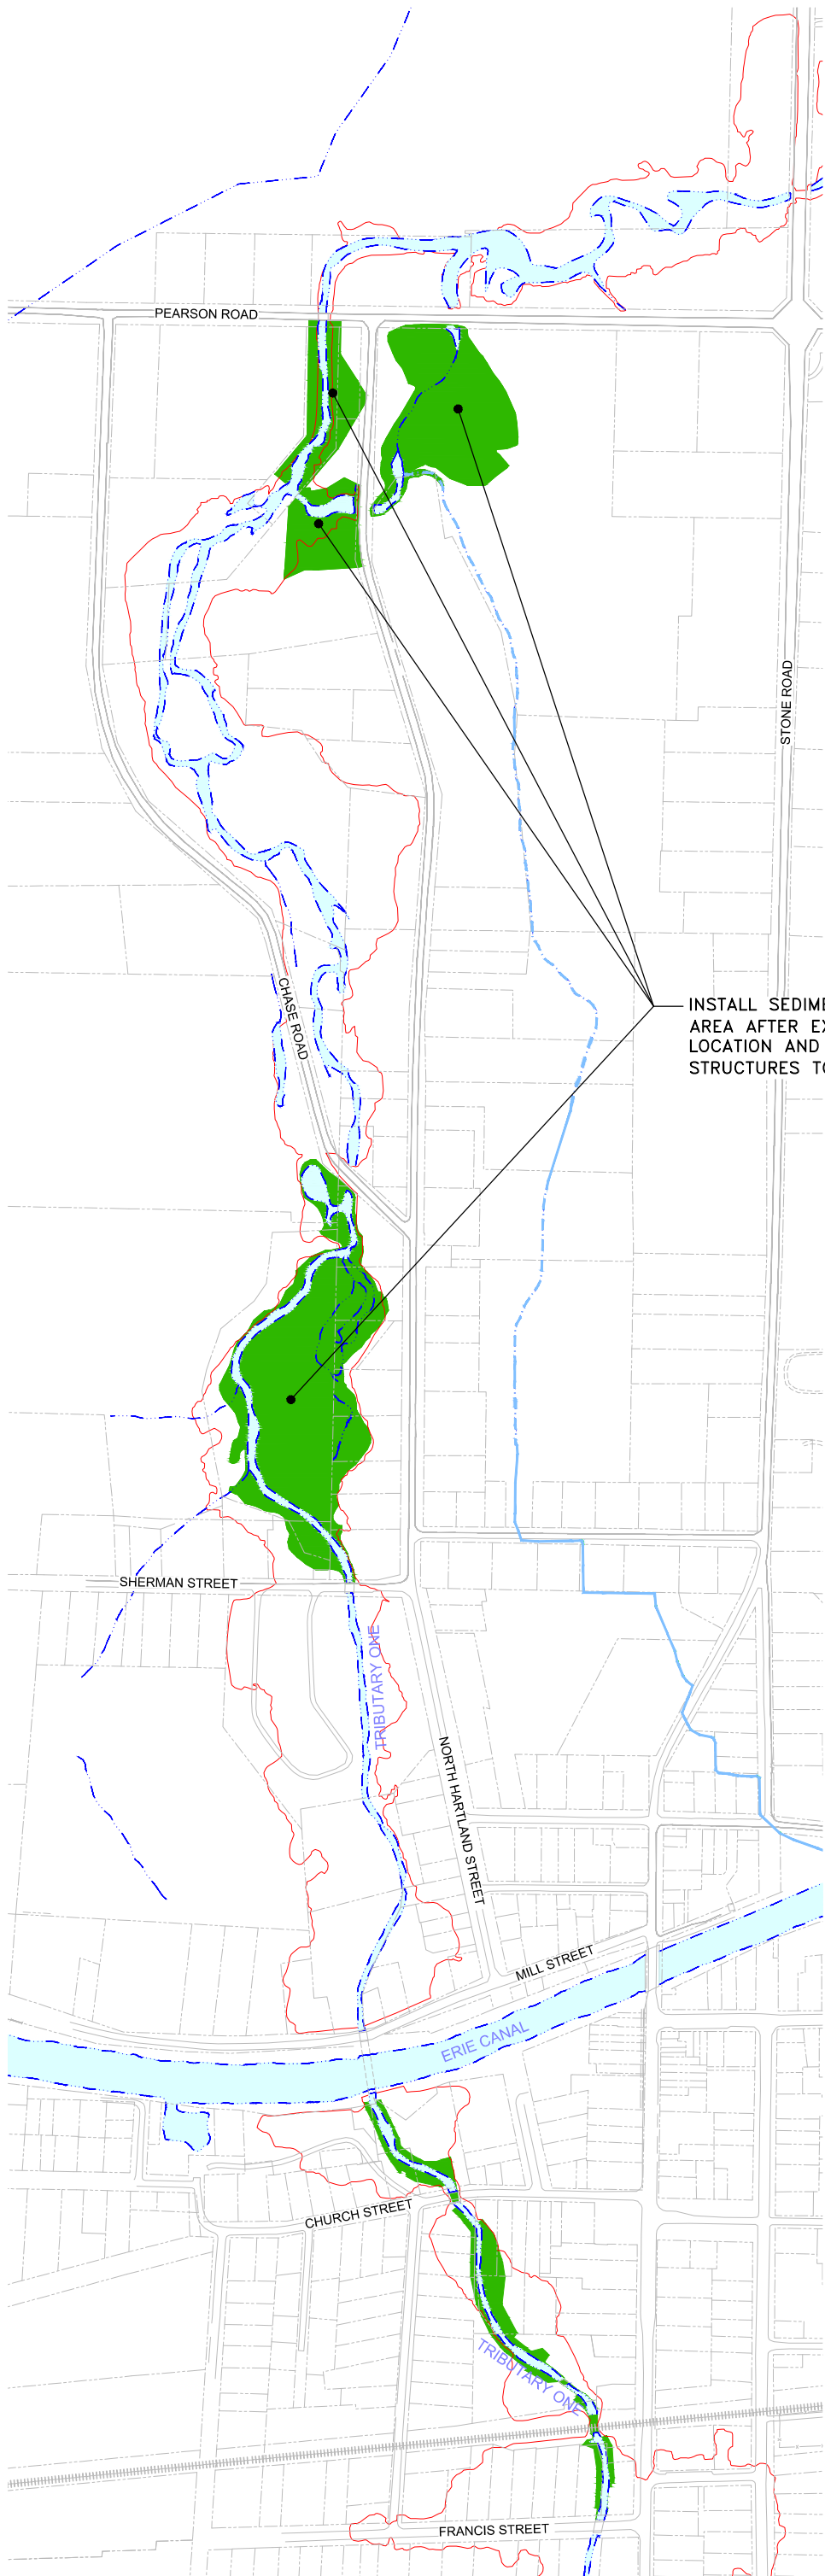 PEARSON ROAD
STONE ROAD
CHASE ROAD
INSTALL SEDIME
AREA AFTER EX
LOCATION AND
STRUCTURES TO
SHERMAN STREET
TRIBUTARY ONE
NORTH HARTLAND STREET
MILL STREET
ERIE CANAL
CHURCH STREET
TRIBUTARY ONE
FRANCIS STREET